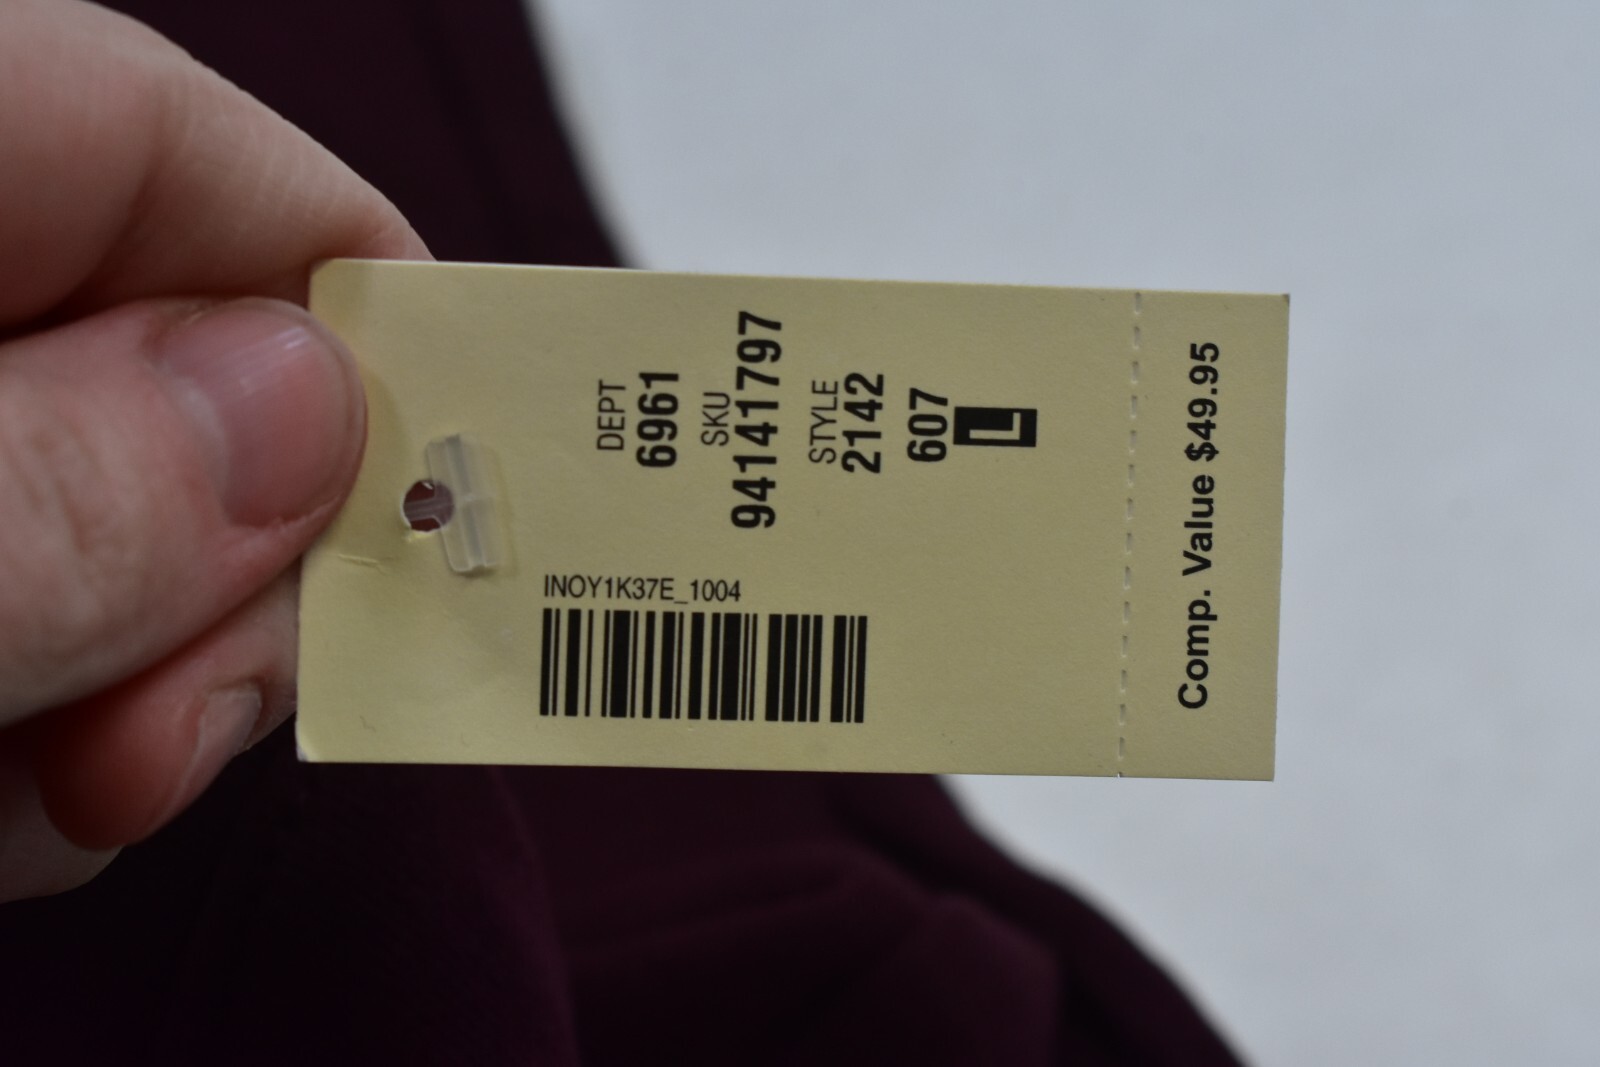 DEPT
6961
SKU
94141797
STYLE
2142
607
L
INOY1K37E_1004
Comp. Value $49.95